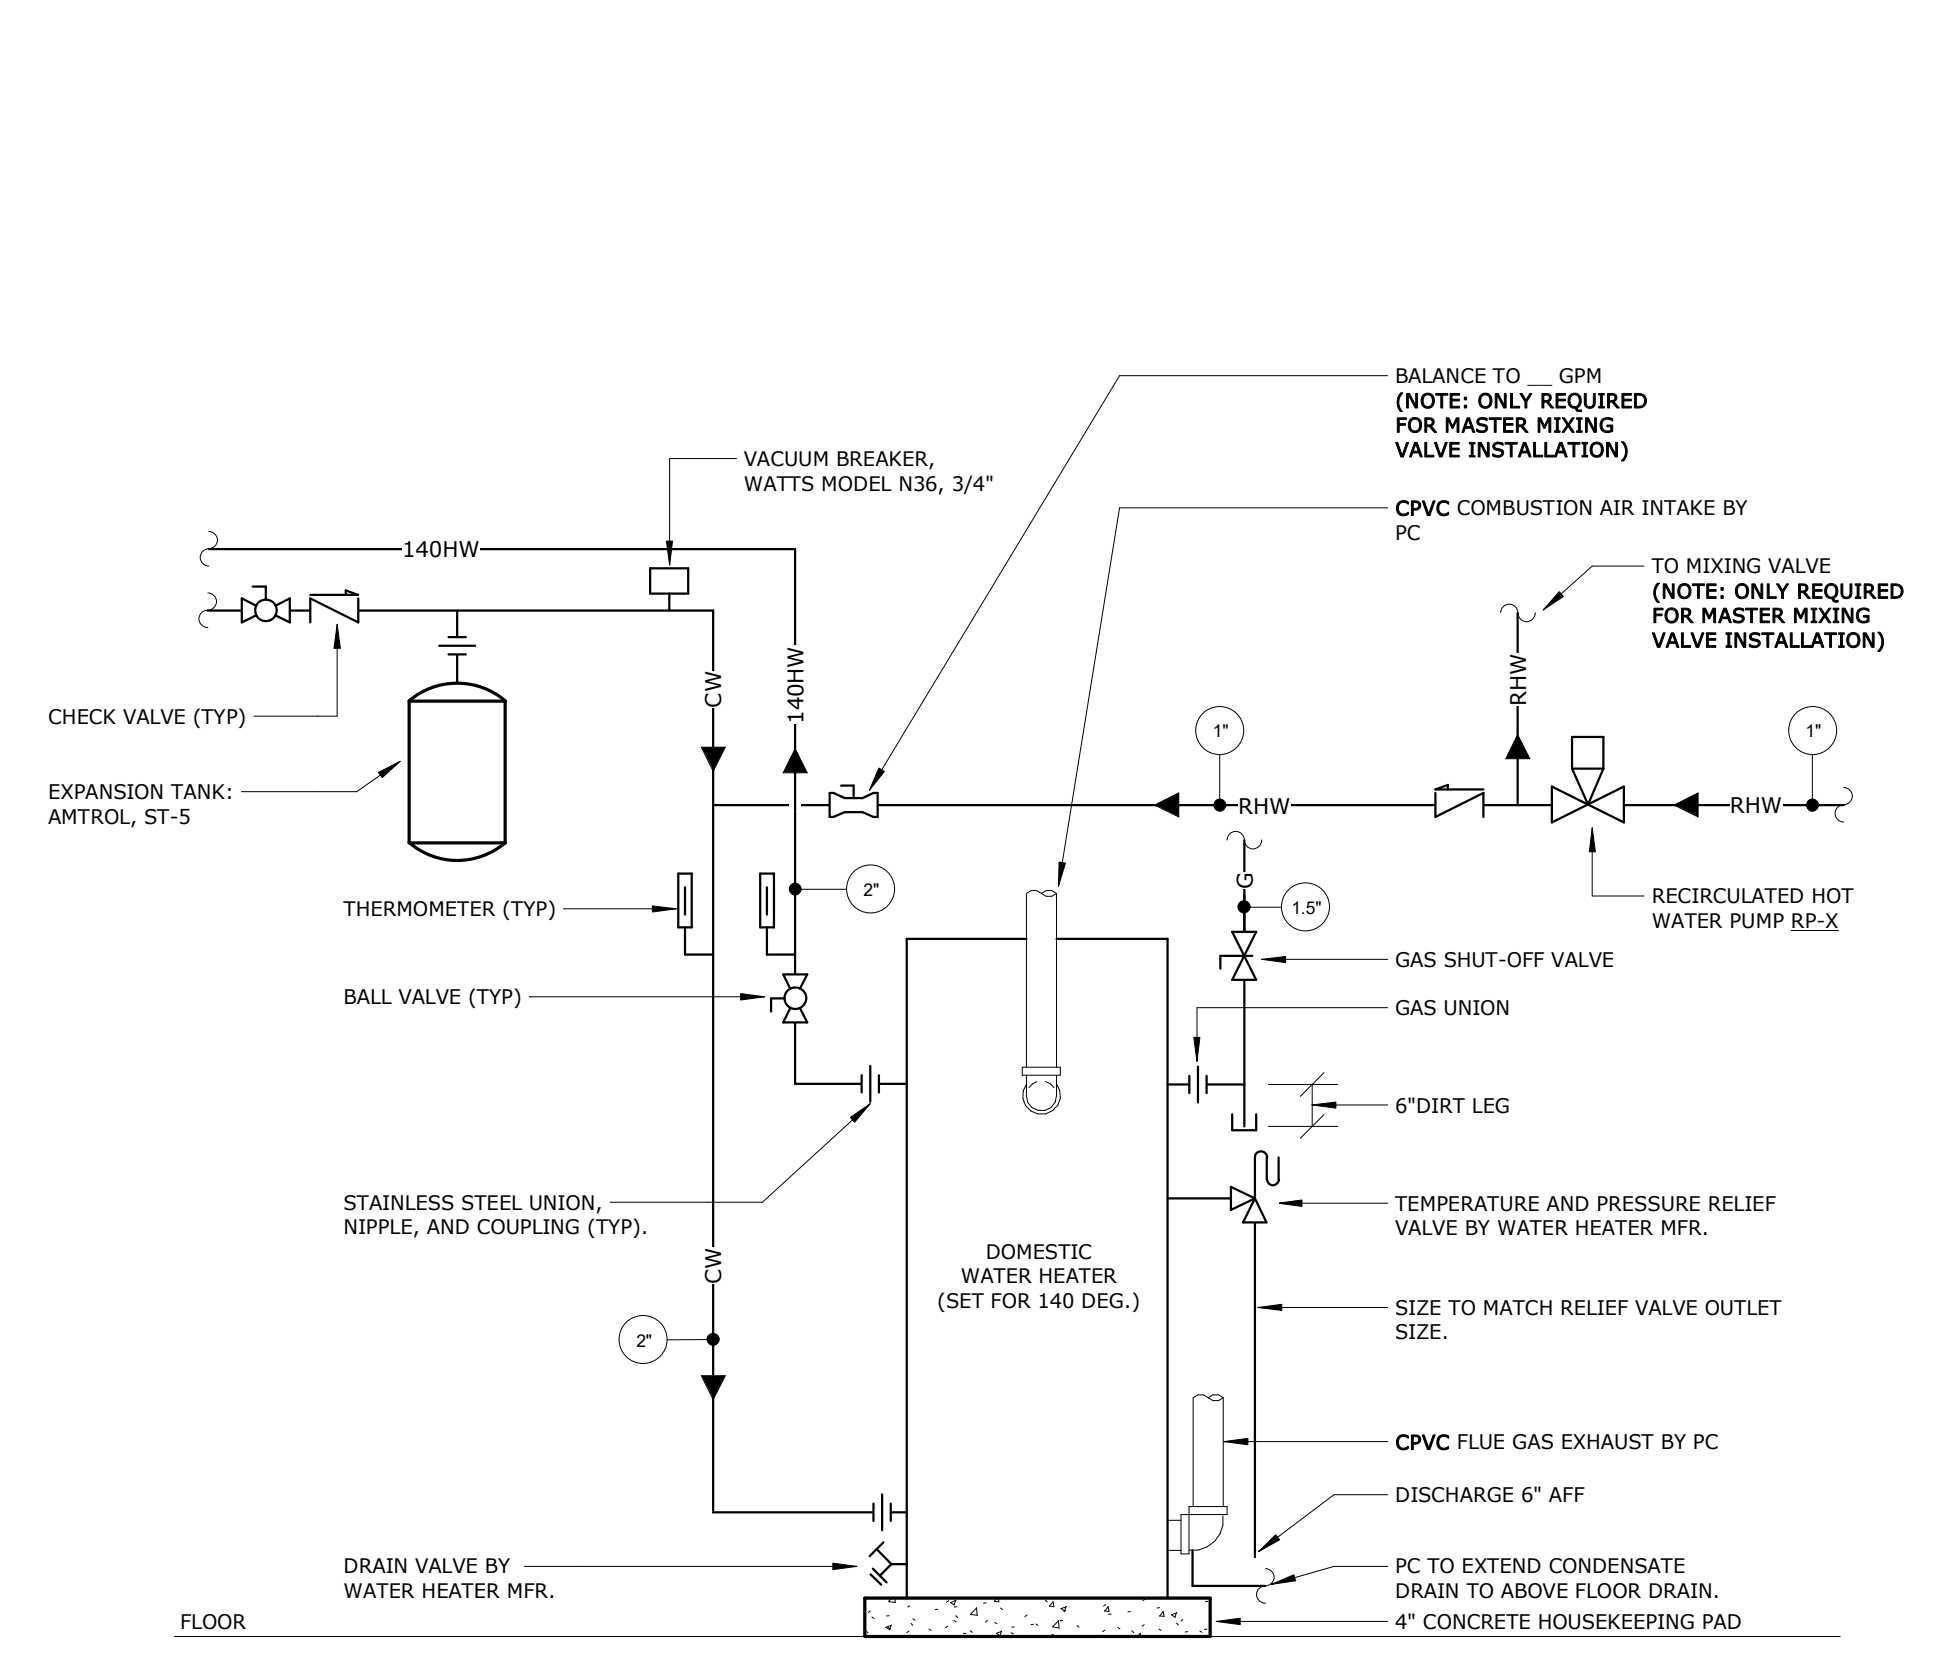 BALANCE TO __ GPM
(NOTE: ONLY REQUIRED
FOR MASTER MIXING
VALVE INSTALLATION)
VACUUM BREAKER,
WATTS MODEL N36, 3/4"
CPVC COMBUSTION AIR INTAKE BY
PC
140HW
TO MIXING VALVE
(NOTE: ONLY REQUIRED
FOR MASTER MIXING
VALVE INSTALLATION)
CW
140HW
RHW
CHECK VALVE (TYP)
1"
1"
EXPANSION TANK:
AMTROL, ST-5
RHW
RHW
G
2"
1.5"
THERMOMETER (TYP)
RECIRCULATED HOT
WATER PUMP RP-X
GAS SHUT-OFF VALVE
BALL VALVE (TYP)
GAS UNION
6"DIRT LEG
STAINLESS STEEL UNION,
NIPPLE, AND COUPLING (TYP).
TEMPERATURE AND PRESSURE RELIEF
VALVE BY WATER HEATER MFR.
CW
DOMESTIC
WATER HEATER
(SET FOR 140 DEG.)
SIZE TO MATCH RELIEF VALVE OUTLET
SIZE.
2"
CPVC FLUE GAS EXHAUST BY PC
DISCHARGE 6" AFF
DRAIN VALVE BY
WATER HEATER MFR.
PC TO EXTEND CONDENSATE
DRAIN TO ABOVE FLOOR DRAIN.
FLOOR
4" CONCRETE HOUSEKEEPING PAD